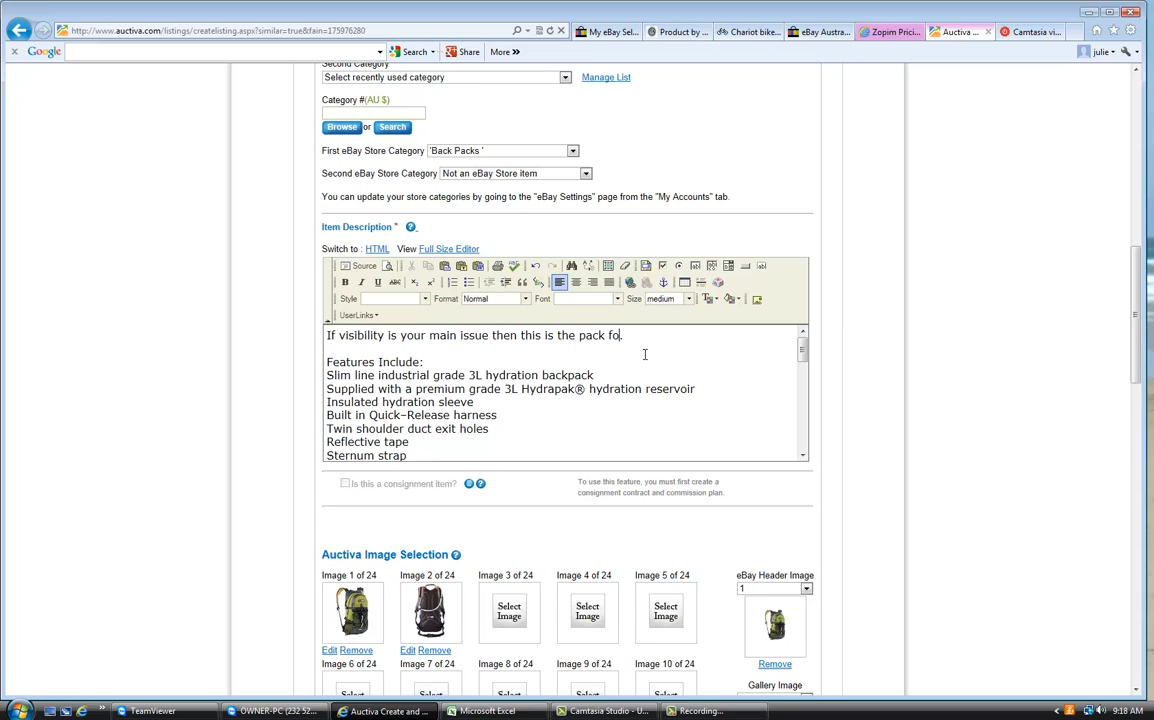 http://www.auctiva.com/listings/createlisting.aspx?similar=true&fain=175976280
My eBay Sel...
Product by ...
Chariot bike...
eBay Austra...
Zopim Prici...
Auctiva ...
Camtasia vi...
Google
Search
Share
More »
julie
Second Category
Select recently used category
Manage List
Category #(AU $)
Browse or Search
First eBay Store Category 'Back Packs '
Second eBay Store Category Not an eBay Store item
You can update your store categories by going to the "eBay Settings" page from the "My Accounts" tab.
Item Description *
Switch to : HTML View Full Size Editor
Source
B I U ABC
Style Format Normal Font Size medium
UserLinks
If visibility is your main issue then this is the pack fo.
Features Include:
Slim line industrial grade 3L hydration backpack
Supplied with a premium grade 3L Hydrapak® hydration reservoir
Insulated hydration sleeve
Built in Quick–Release harness
Twin shoulder duct exit holes
Reflective tape
Sternum strap
Is this a consignment item?
To use this feature, you must first create a
consignment contract and commission plan.
Auctiva Image Selection
Image 1 of 24 Image 2 of 24 Image 3 of 24 Image 4 of 24 Image 5 of 24 eBay Header Image
1
Select Image
Select Image
Select Image
Edit Remove Edit Remove
Remove
Image 6 of 24 Image 7 of 24 Image 8 of 24 Image 9 of 24 Image 10 of 24
Gallery Image
Select
Select
Select
Select
Select
TeamViewer
OWNER-PC (232 52...
Auctiva Create and ...
Microsoft Excel
Camtasia Studio - U...
Recording...
9:18 AM